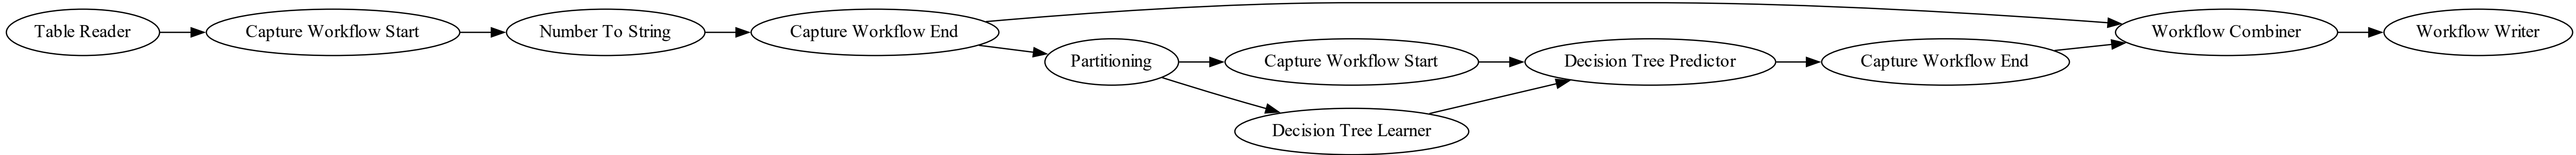 Table Reader
Capture Workflow Start
Number To String
Capture Workflow End
Partitioning
Capture Workflow Start
Decision Tree Learner
Decision Tree Predictor
Capture Workflow End
Workflow Combiner
Workflow Writer